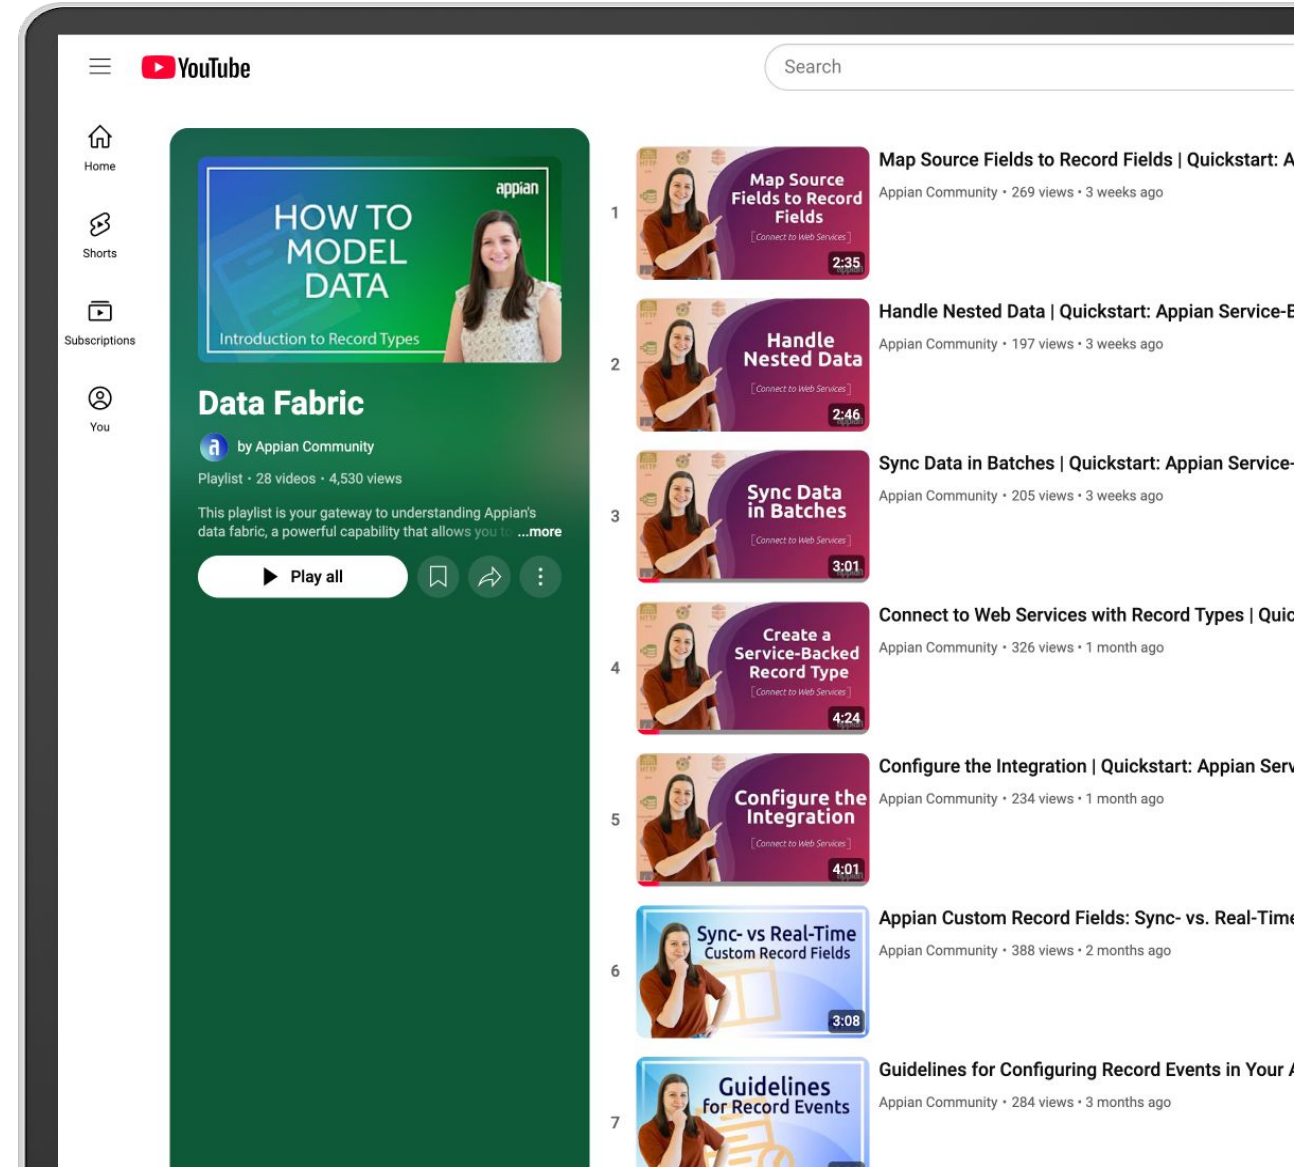 YouTube
Search
Home
Shorts
Subscriptions
You
appian
HOW TO
MODEL
DATA
Introduction to Record Types
Data Fabric
by Appian Community
Playlist • 28 videos • 4,530 views
This playlist is your gateway to understanding Appian's
data fabric, a powerful capability that allows you to ...more
Play all
1
Map Source
Fields to Record
Fields
[Connect to Web Services]
2:35
Map Source Fields to Record Fields | Quickstart: A
Appian Community • 269 views • 3 weeks ago
2
Handle
Nested Data
[Connect to Web Services]
2:46
Handle Nested Data | Quickstart: Appian Service-B
Appian Community • 197 views • 3 weeks ago
3
Sync Data
in Batches
[Connect to Web Services]
3:01
Sync Data in Batches | Quickstart: Appian Service-
Appian Community • 205 views • 3 weeks ago
4
Create a
Service-Backed
Record Type
[Connect to Web Services]
4:24
Connect to Web Services with Record Types | Quic
Appian Community • 326 views • 1 month ago
5
Configure the
Integration
[Connect to Web Services]
4:01
Configure the Integration | Quickstart: Appian Serv
Appian Community • 234 views • 1 month ago
6
Sync- vs Real-Time
Custom Record Fields
3:08
Appian Custom Record Fields: Sync- vs. Real-Time
Appian Community • 388 views • 2 months ago
7
Guidelines
for Record Events
Guidelines for Configuring Record Events in Your A
Appian Community • 284 views • 3 months ago